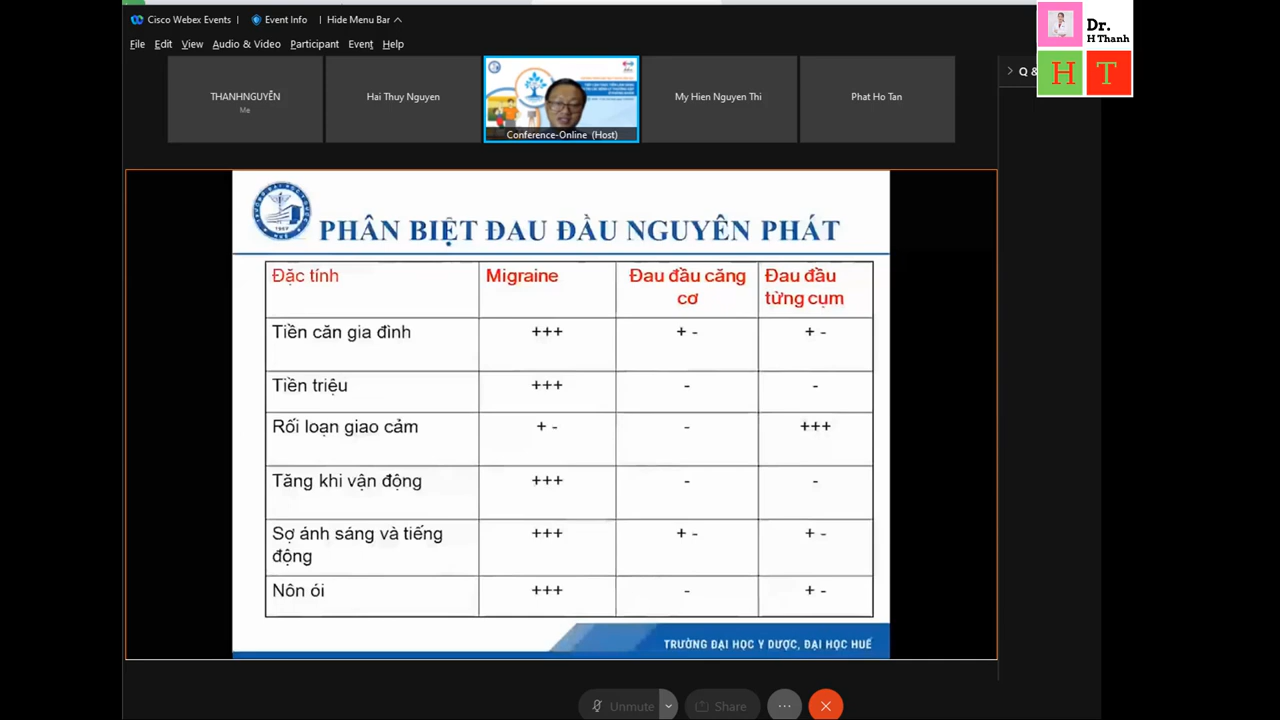 Cisco Webex Events
Event Info
Hide Menu Bar
Dr.
H Thanh
File Edit View Audio & Video Participant Event Help
Q &
H T
THANHNGUYỄN
Me
Hai Thuy Nguyen
Conference-Online (Host)
My Hien Nguyen Thi
Phat Ho Tan
PHÂN BIỆT ĐAU ĐẦU NGUYÊN PHÁT
Đặc tính Migraine Đau đầu căng cơ Đau đầu từng cụm
Tiền căn gia đình +++ + - + -
Tiền triệu +++ - -
Rối loạn giao cảm + - - +++
Tăng khi vận động +++ - -
Sợ ánh sáng và tiếng động +++ + - + -
Nôn ói +++ - + -
TRƯỜNG ĐẠI HỌC Y DƯỢC, ĐẠI HỌC HUẾ
Unmute
Share